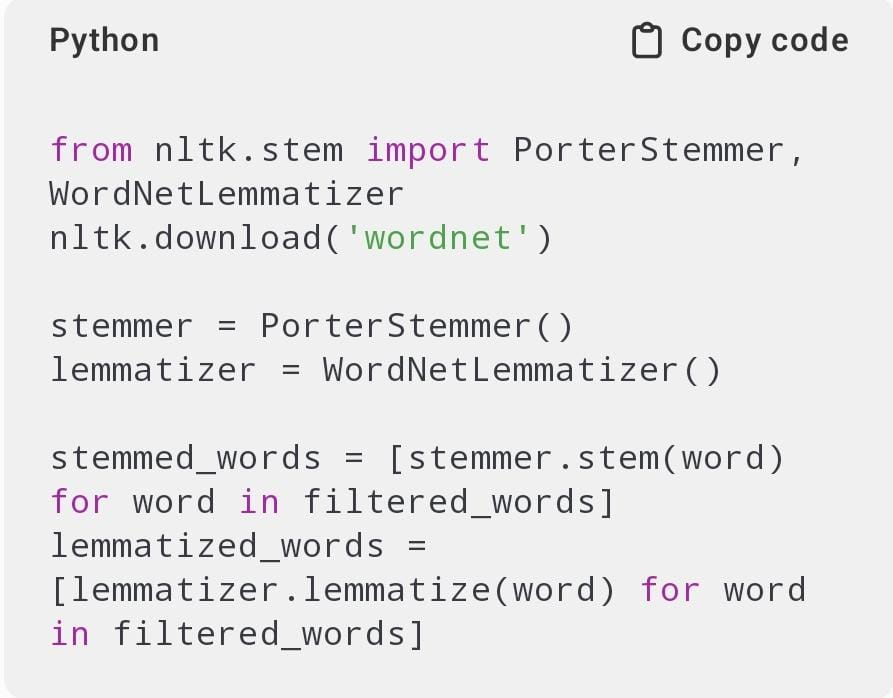 Python
Copy code
from nltk.stem import PorterStemmer,
WordNetLemmatizer
nltk.download('wordnet')
stemmer = PorterStemmer()
lemmatizer = WordNetLemmatizer()
stemmed_words = [stemmer.stem(word)
for word in filtered_words]
lemmatized_words =
[lemmatizer.lemmatize(word) for word
in filtered_words]